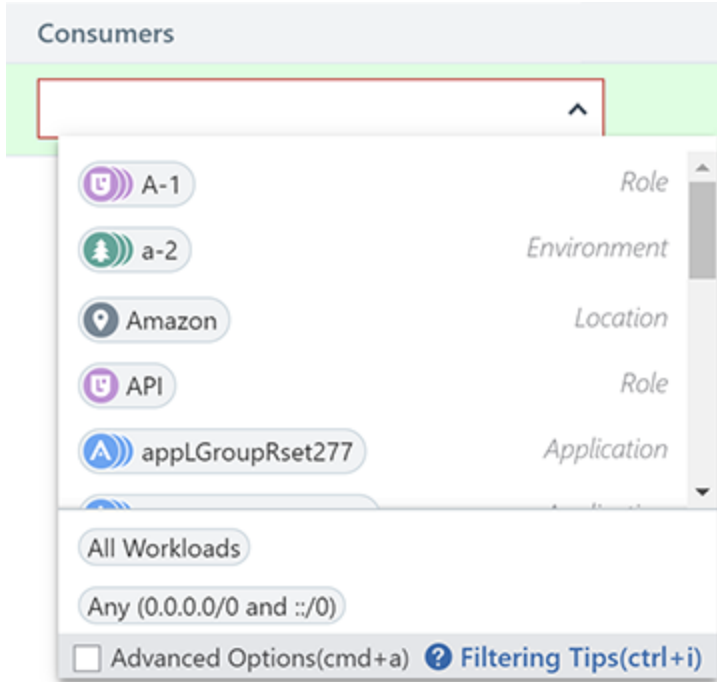 Consumers
A-1 Role
a-2 Environment
Amazon Location
API Role
appLGroupRset277 Application
All Workloads
Any (0.0.0.0/0 and ::/0)
Advanced Options(cmd+a) ? Filtering Tips(ctrl+i)